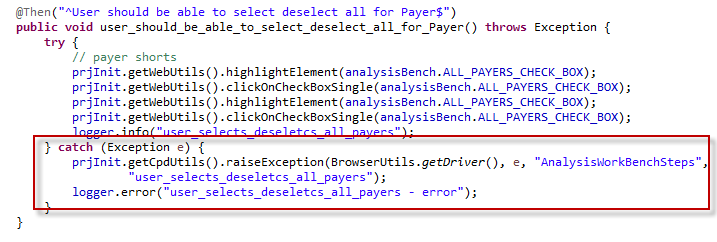 @Then("^User should be able to select deselect all for Payer$")
public void user_should_be_able_to_select_deselect_all_for_Payer() throws Exception {
try {
// payer shorts
prjInit.getWebUtils().highlightElement(analysisBench.ALL_PAYERS_CHECK_BOX);
prjInit.getWebUtils().clickOnCheckBoxSingle(analysisBench.ALL_PAYERS_CHECK_BOX);
prjInit.getWebUtils().highlightElement(analysisBench.ALL_PAYERS_CHECK_BOX);
prjInit.getWebUtils().clickOnCheckBoxSingle(analysisBench.ALL_PAYERS_CHECK_BOX);
logger.info("user_selects_deseletcs_all_payers");
} catch (Exception e) {
prjInit.getCpdUtils().raiseException(BrowserUtils.getDriver(), e, "AnalysisWorkBenchSteps",
"user_selects_deseletcs_all_payers");
logger.error("user_selects_deseletcs_all_payers - error");
}
}